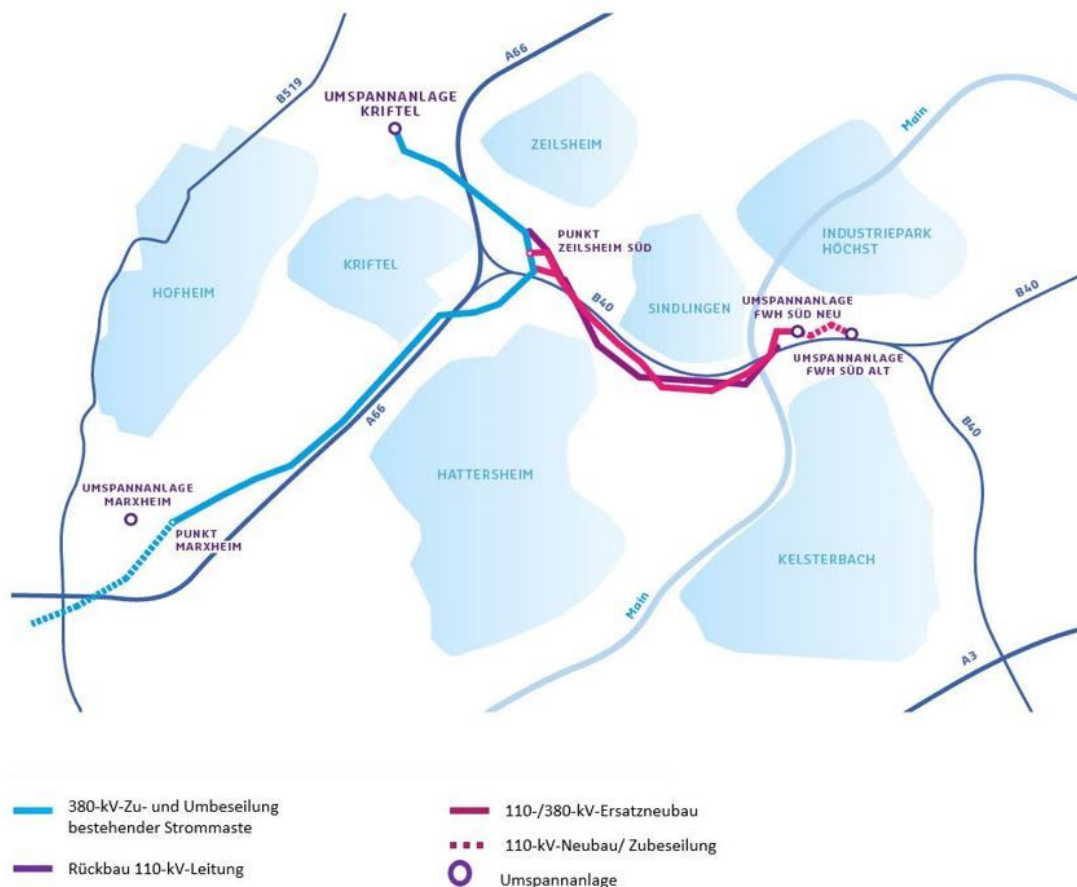 A66
B519
UMSPANNANLAGE
KRIFTEL
Main
ZEILSHEIM
INDUSTRIEPARK
HÖCHST
PUNKT
ZEILSHEIM SÜD
KRIFTEL
HOFHEIM
B40
SINDLINGEN
UMSPANNANLAGE
FWH SÜD NEU
B40
UMSPANNANLAGE
FWH SÜD ALT
A66
B40
HATTERSHEIM
UMSPANNANLAGE
MARXHEIM
PUNKT
MARXHEIM
KELSTERBACH
Main
A3
380-kV-Zu- und Umbeseilung
bestehender Strommaste
Rückbau 110-kV-Leitung
110-/380-kV-Ersatzneubau
110-kV-Neubau/ Zubeseilung
Umspannanlage